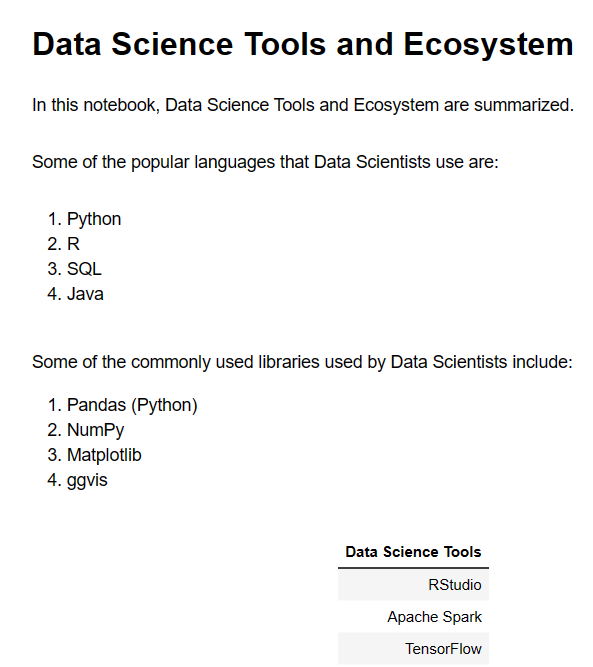 Data Science Tools and Ecosystem
In this notebook, Data Science Tools and Ecosystem are summarized.
Some of the popular languages that Data Scientists use are:
1. Python
2. R
3. SQL
4. Java
Some of the commonly used libraries used by Data Scientists include:
1. Pandas (Python)
2. NumPy
3. Matplotlib
4. ggvis
Data Science Tools
RStudio
Apache Spark
TensorFlow